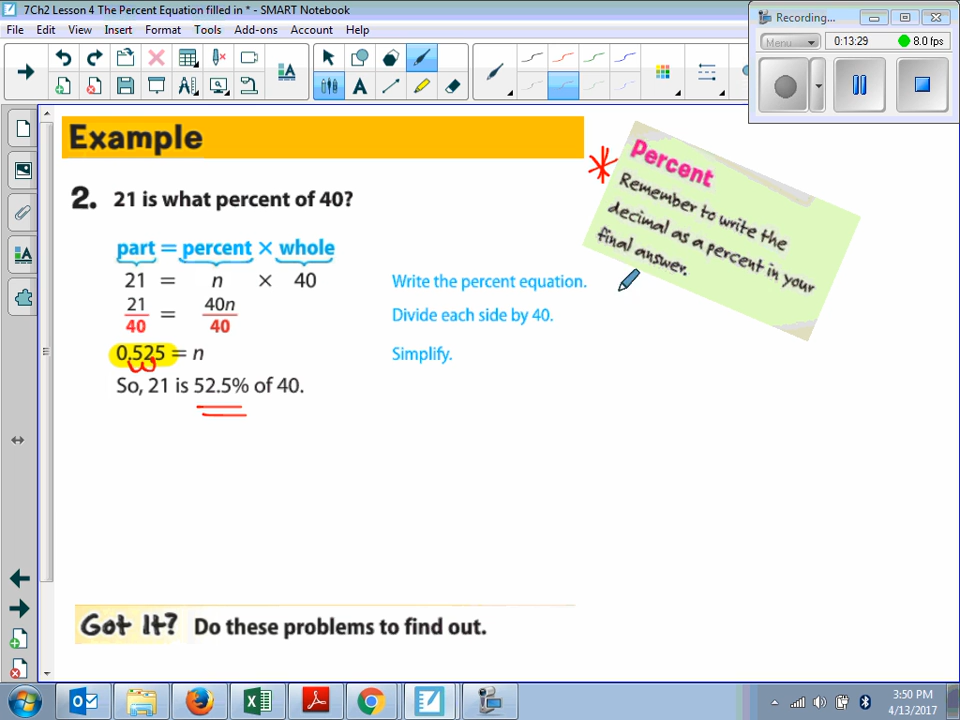 7Ch2 Lesson 4 The Percent Equation filled in * - SMART Notebook
File Edit View Insert Format Tools Add-ons Account Help
Recording...
Menu 0:13:29 8.0 fps
Example
Percent
Remember to write the
decimal as a percent in your
final answer.
2. 21 is what percent of 40?
part = percent × whole
21 = n × 40 Write the percent equation.
21/40 = 40n/40 Divide each side by 40.
0.525 = n Simplify.
So, 21 is 52.5% of 40.
Got It? Do these problems to find out.
3:50 PM
4/13/2017